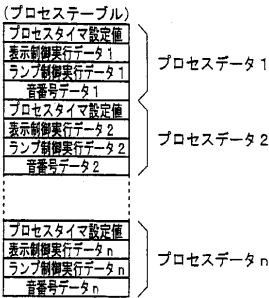 (プロセステーブル)
プロセスタイマ設定値
表示制御実行データ1
ランプ制御実行データ1
音番号データ1
プロセスデータ1
プロセスタイマ設定値
表示制御実行データ2
ランプ制御実行データ2
音番号データ2
プロセスデータ2
プロセスタイマ設定値
表示制御実行データn
ランプ制御実行データn
音番号データn
プロセスデータn